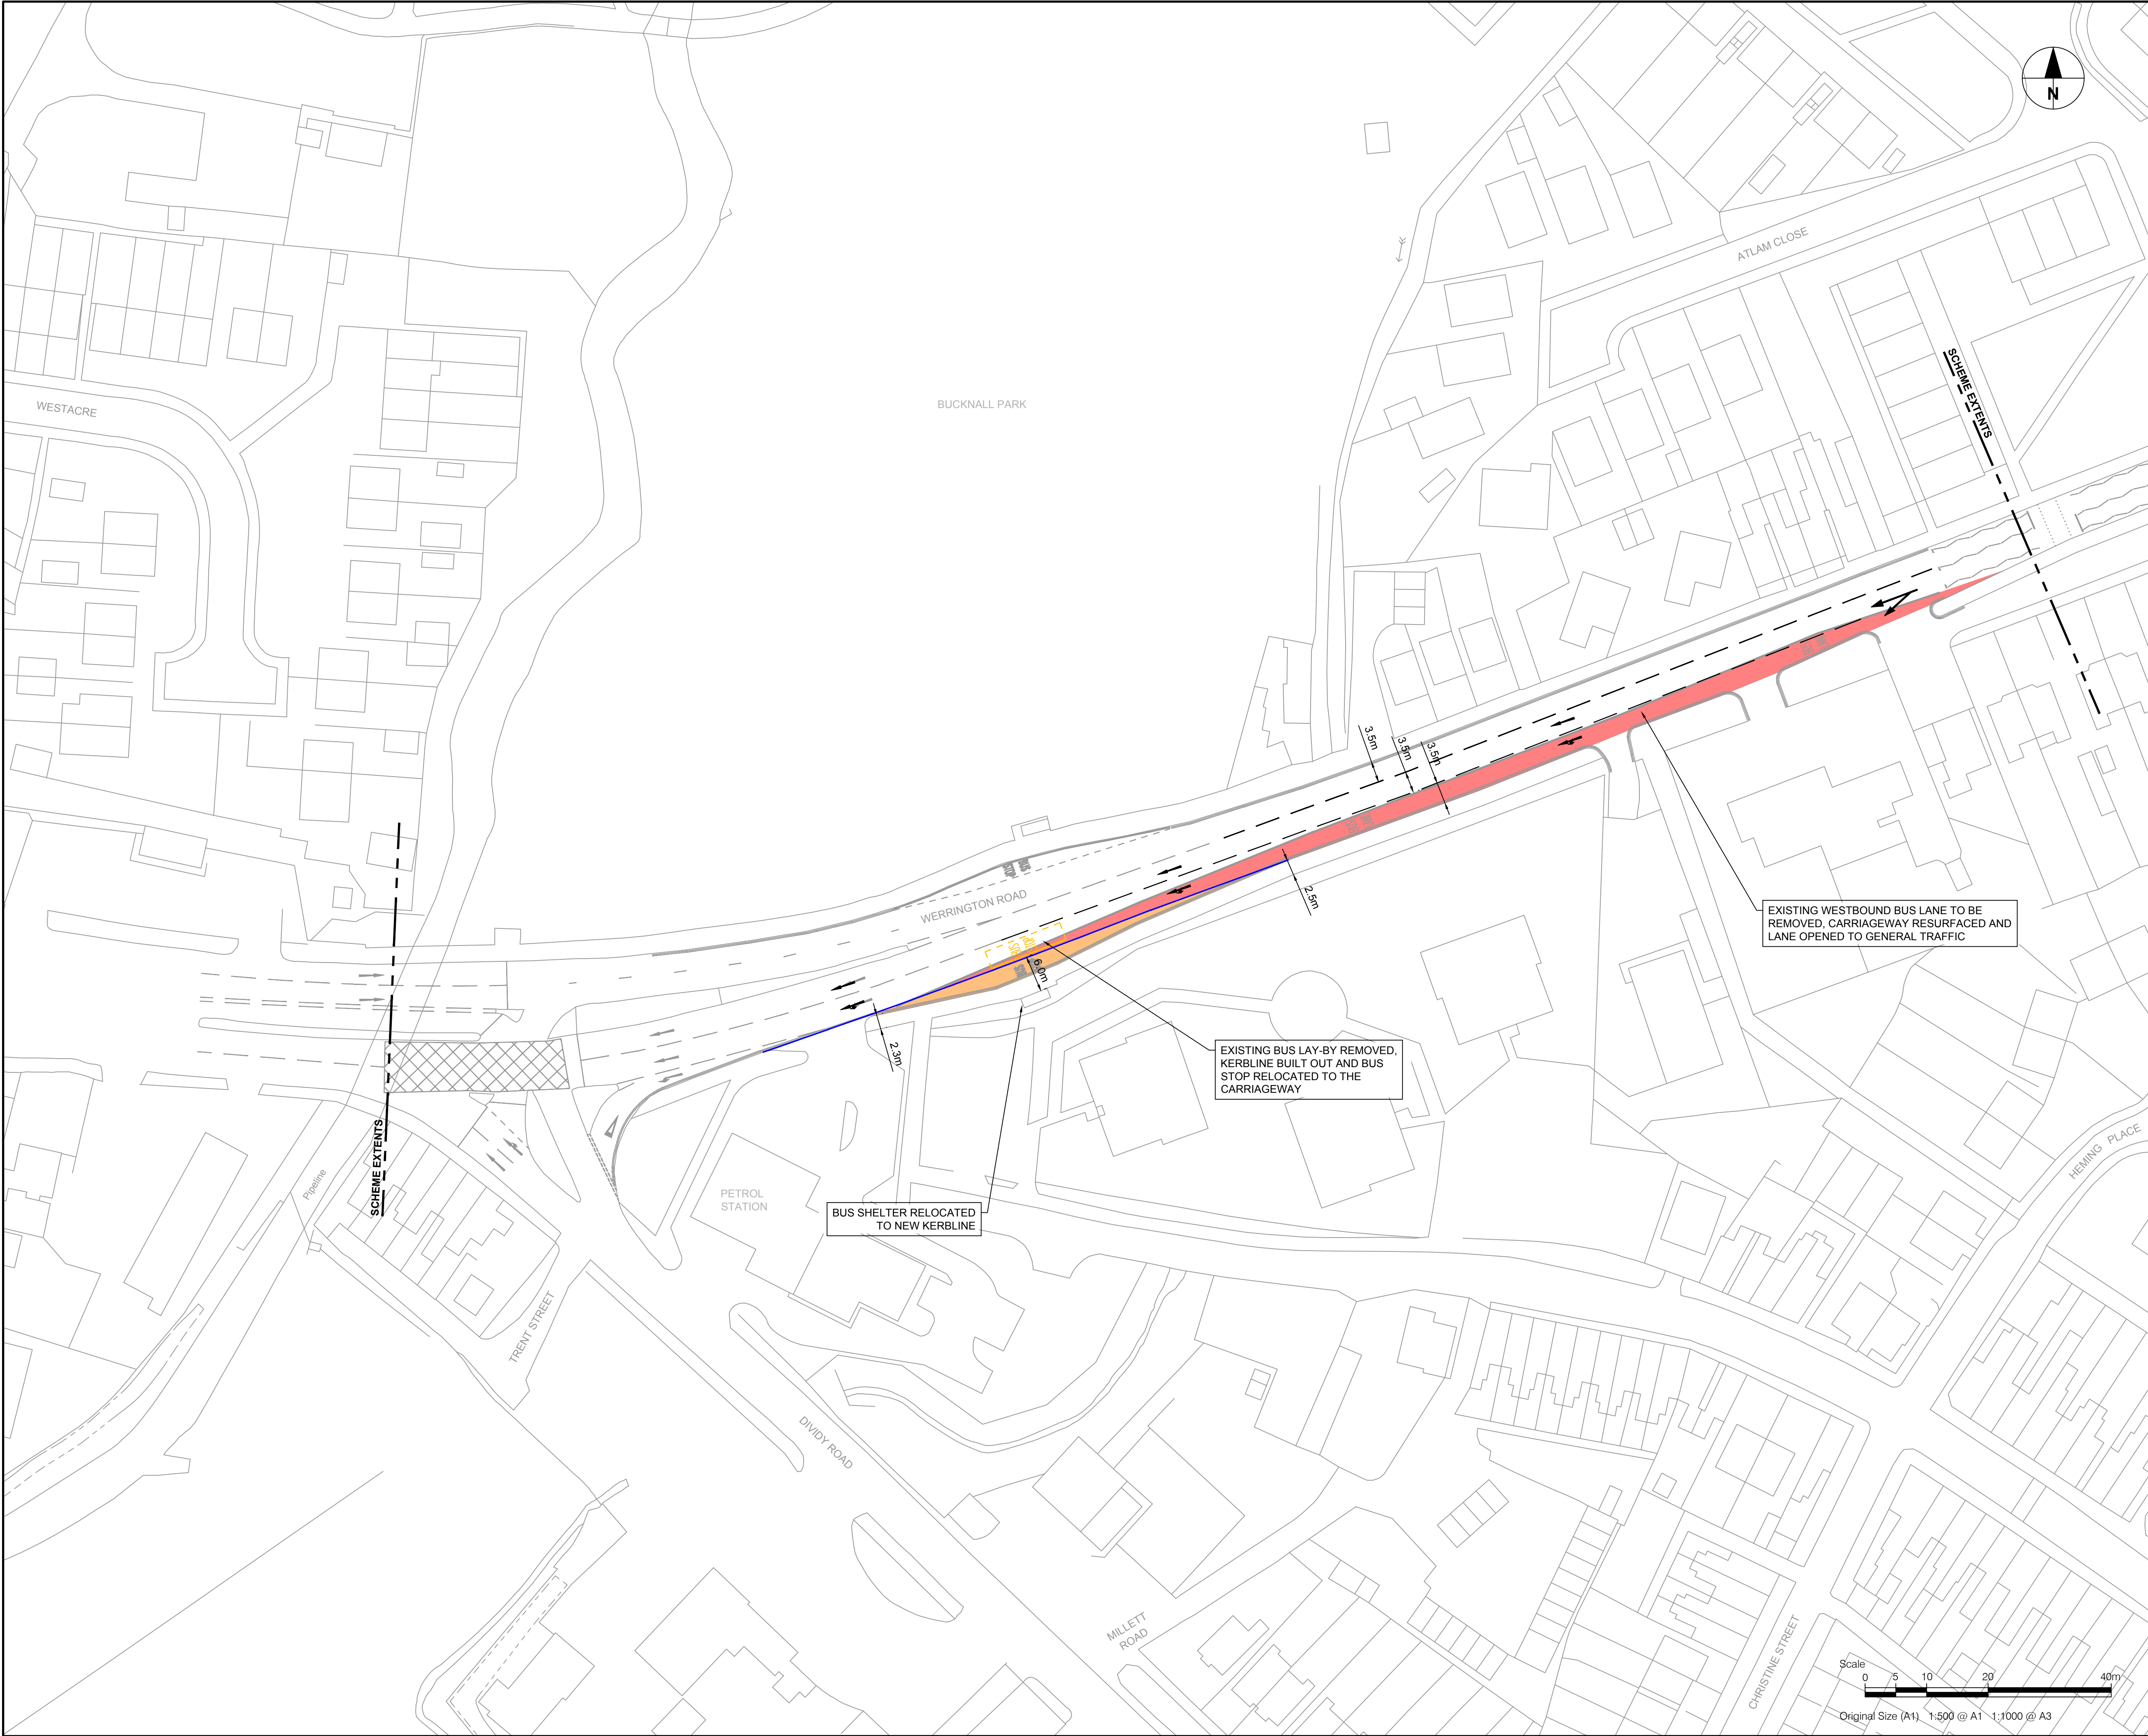 N
ATLAM CLOSE
SCHEME EXTENTS
WESTACRE
BUCKNALL PARK
3.5m
3.5m
3.5m
BUS
STOP
WERRINGTON ROAD
2.5m
EXISTING WESTBOUND BUS LANE TO BE
REMOVED, CARRIAGEWAY RESURFACED AND
LANE OPENED TO GENERAL TRAFFIC
6.0m
2.3m
EXISTING BUS LAY-BY REMOVED,
KERBLINE BUILT OUT AND BUS
STOP RELOCATED TO THE
CARRIAGEWAY
SCHEME EXTENTS
Pipeline
PETROL
STATION
BUS SHELTER RELOCATED
TO NEW KERBLINE
HEMING PLACE
TRENT STREET
DIVIDY ROAD
MILLETT
ROAD
CHRISTINE STREET
Scale
0 5 10 20 40m
Original Size (A1) 1:500 @ A1 1:1000 @ A3